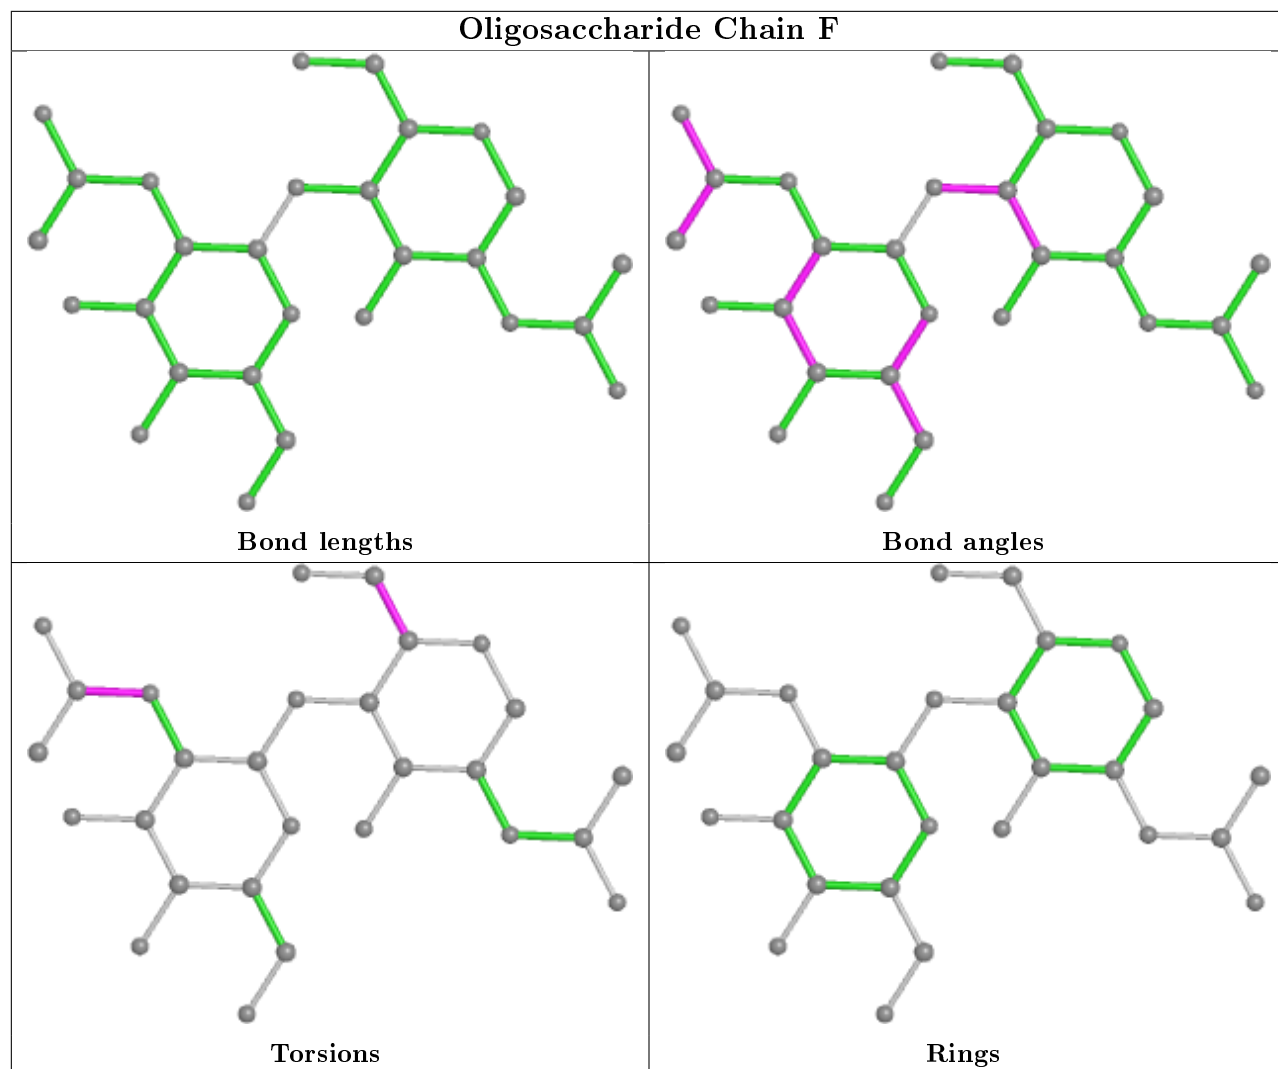 Oligosaccharide Chain F
Bond lengths
Bond angles
Torsions
Rings